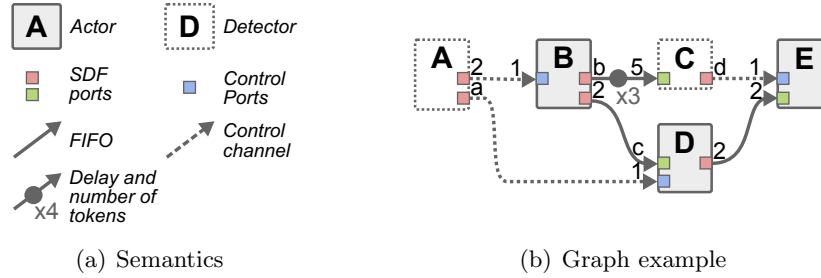 A Actor
D Detector
SDF
ports
Control
Ports
FIFO
Control
channel
x4
Delay and
number of
tokens
(a) Semantics
A 2 a
1 B b 2
x3
5 C d
1 2 E
c 1 D 2
(b) Graph example